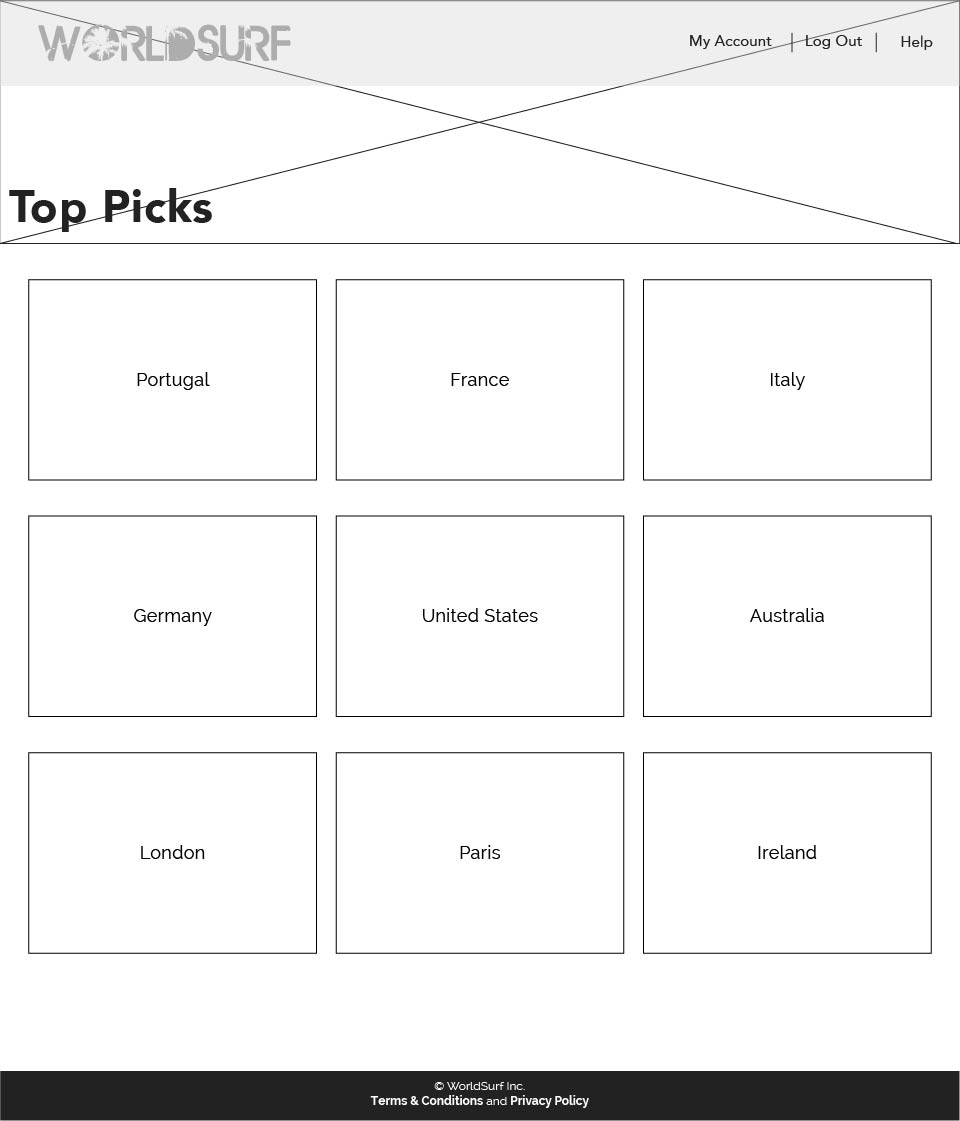 WORLDSURF
My Account | Log Out | Help
Top Picks
Portugal
France
Italy
Germany
United States
Australia
London
Paris
Ireland
© WorldSurf Inc.
Terms & Conditions and Privacy Policy